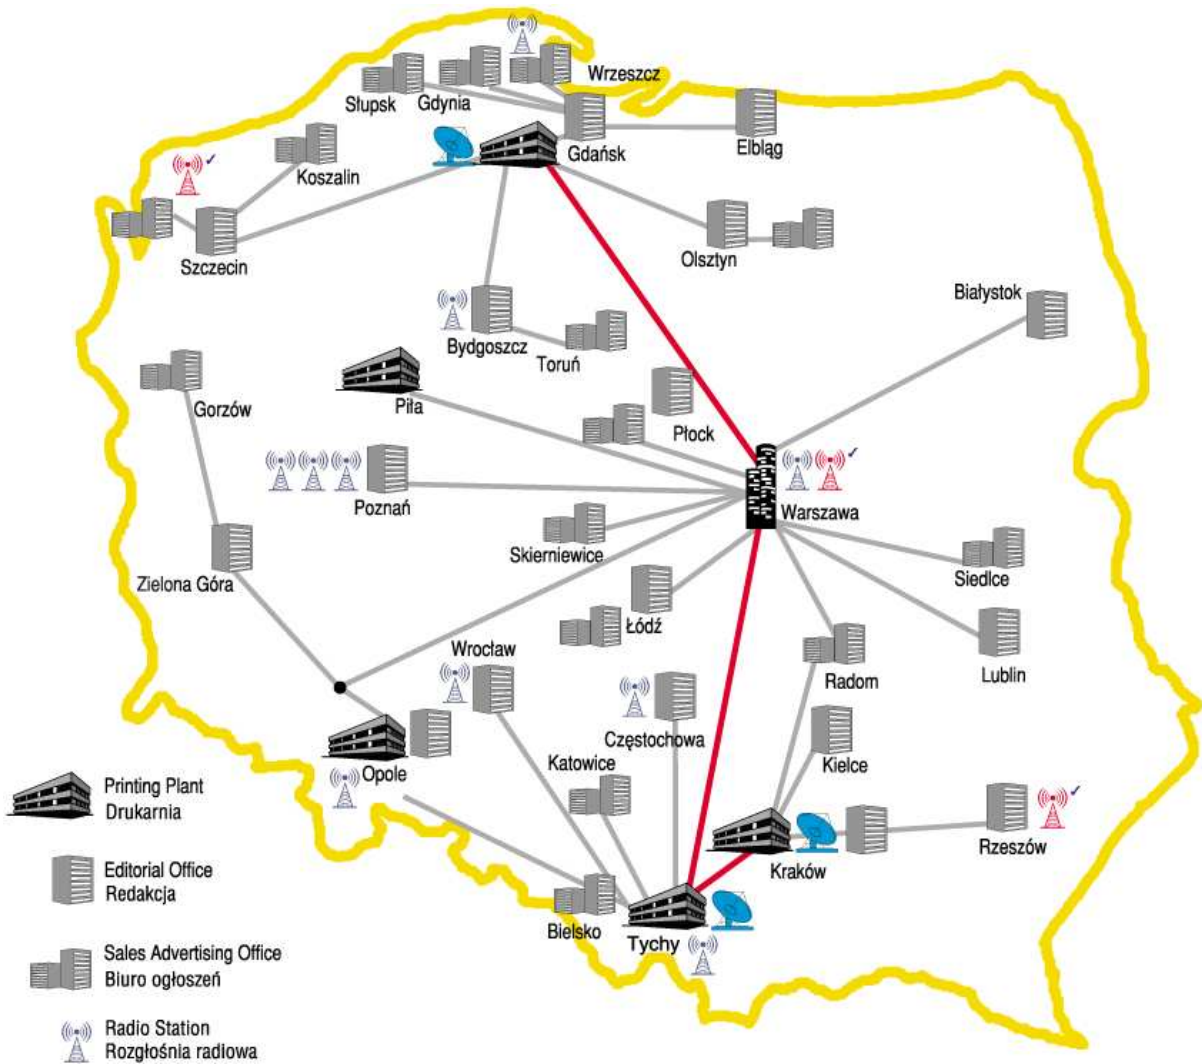 Wrzeszcz
Słupsk
Gdynia
Gdańsk
Elbląg
Koszalin
Szczecin
Olsztyn
Białystok
Bydgoszcz
Toruń
Piła
Gorzów
Płock
Poznań
Warszawa
Skierniewice
Siedlce
Zielona Góra
Łódź
Wrocław
Radom
Lublin
Częstochowa
Katowice
Kielce
Opole
Printing Plant
Drukarnia
Rzeszów
Kraków
Editorial Office
Redakcja
Bielsko
Tychy
Sales Advertising Office
Biuro ogłoszeń
Radio Station
Rozgłośnia radiowa